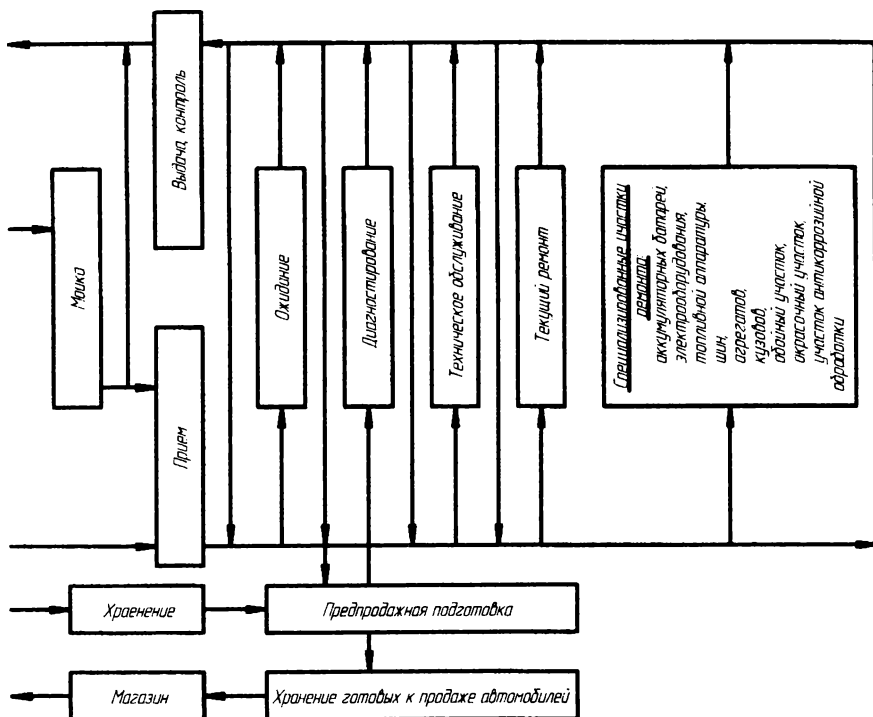 Мойка
Выдача, контроль
Прием
Ожидание
Диагностирование
Техническое обслуживание
Текущий ремонт
Специализированные участки
ремонта:
аккумуляторных батарей,
электрооборудования,
топливной аппаратуры,
шин,
агрегатов,
кузовов,
обойный участок,
окрасочный участок,
участок антикоррозийной
обработки
Храенение
Предпродажная подготовка
Магазин
Хранение готовых к продаже автомобилей